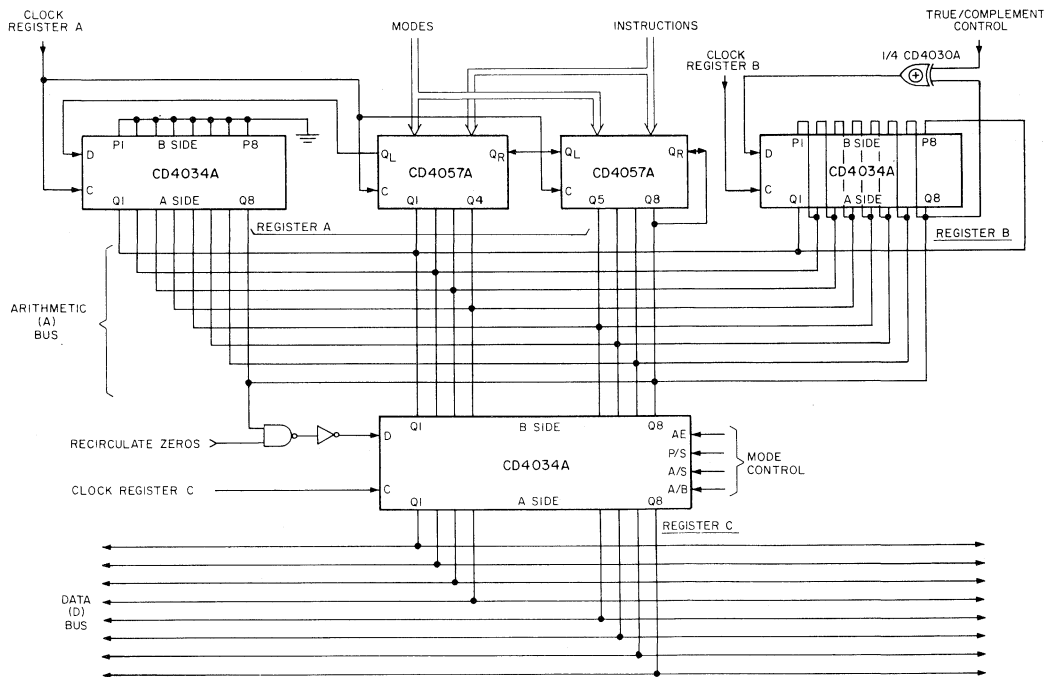 CLOCK
REGISTER A
MODES
INSTRUCTIONS
TRUE/COMPLEMENT
CONTROL
CLOCK
REGISTER B
1/4 CD4030A
+
P1 B SIDE P8
D
CD4034A
C
Q1 A SIDE Q8
QL
QR
CD4057A
C
Q1 Q4
QL
QR
CD4057A
C
Q5 Q8
P1 B SIDE P8
D
CD4034A
C
Q1 A SIDE Q8
REGISTER A
REGISTER B
ARITHMETIC
(A)
BUS
RECIRCULATE ZEROS
CLOCK REGISTER C
Q1 B SIDE Q8
D
CD4034A
C
Q1 A SIDE Q8
AE
P/S
A/S
A/B
MODE
CONTROL
REGISTER C
DATA
(D)
BUS